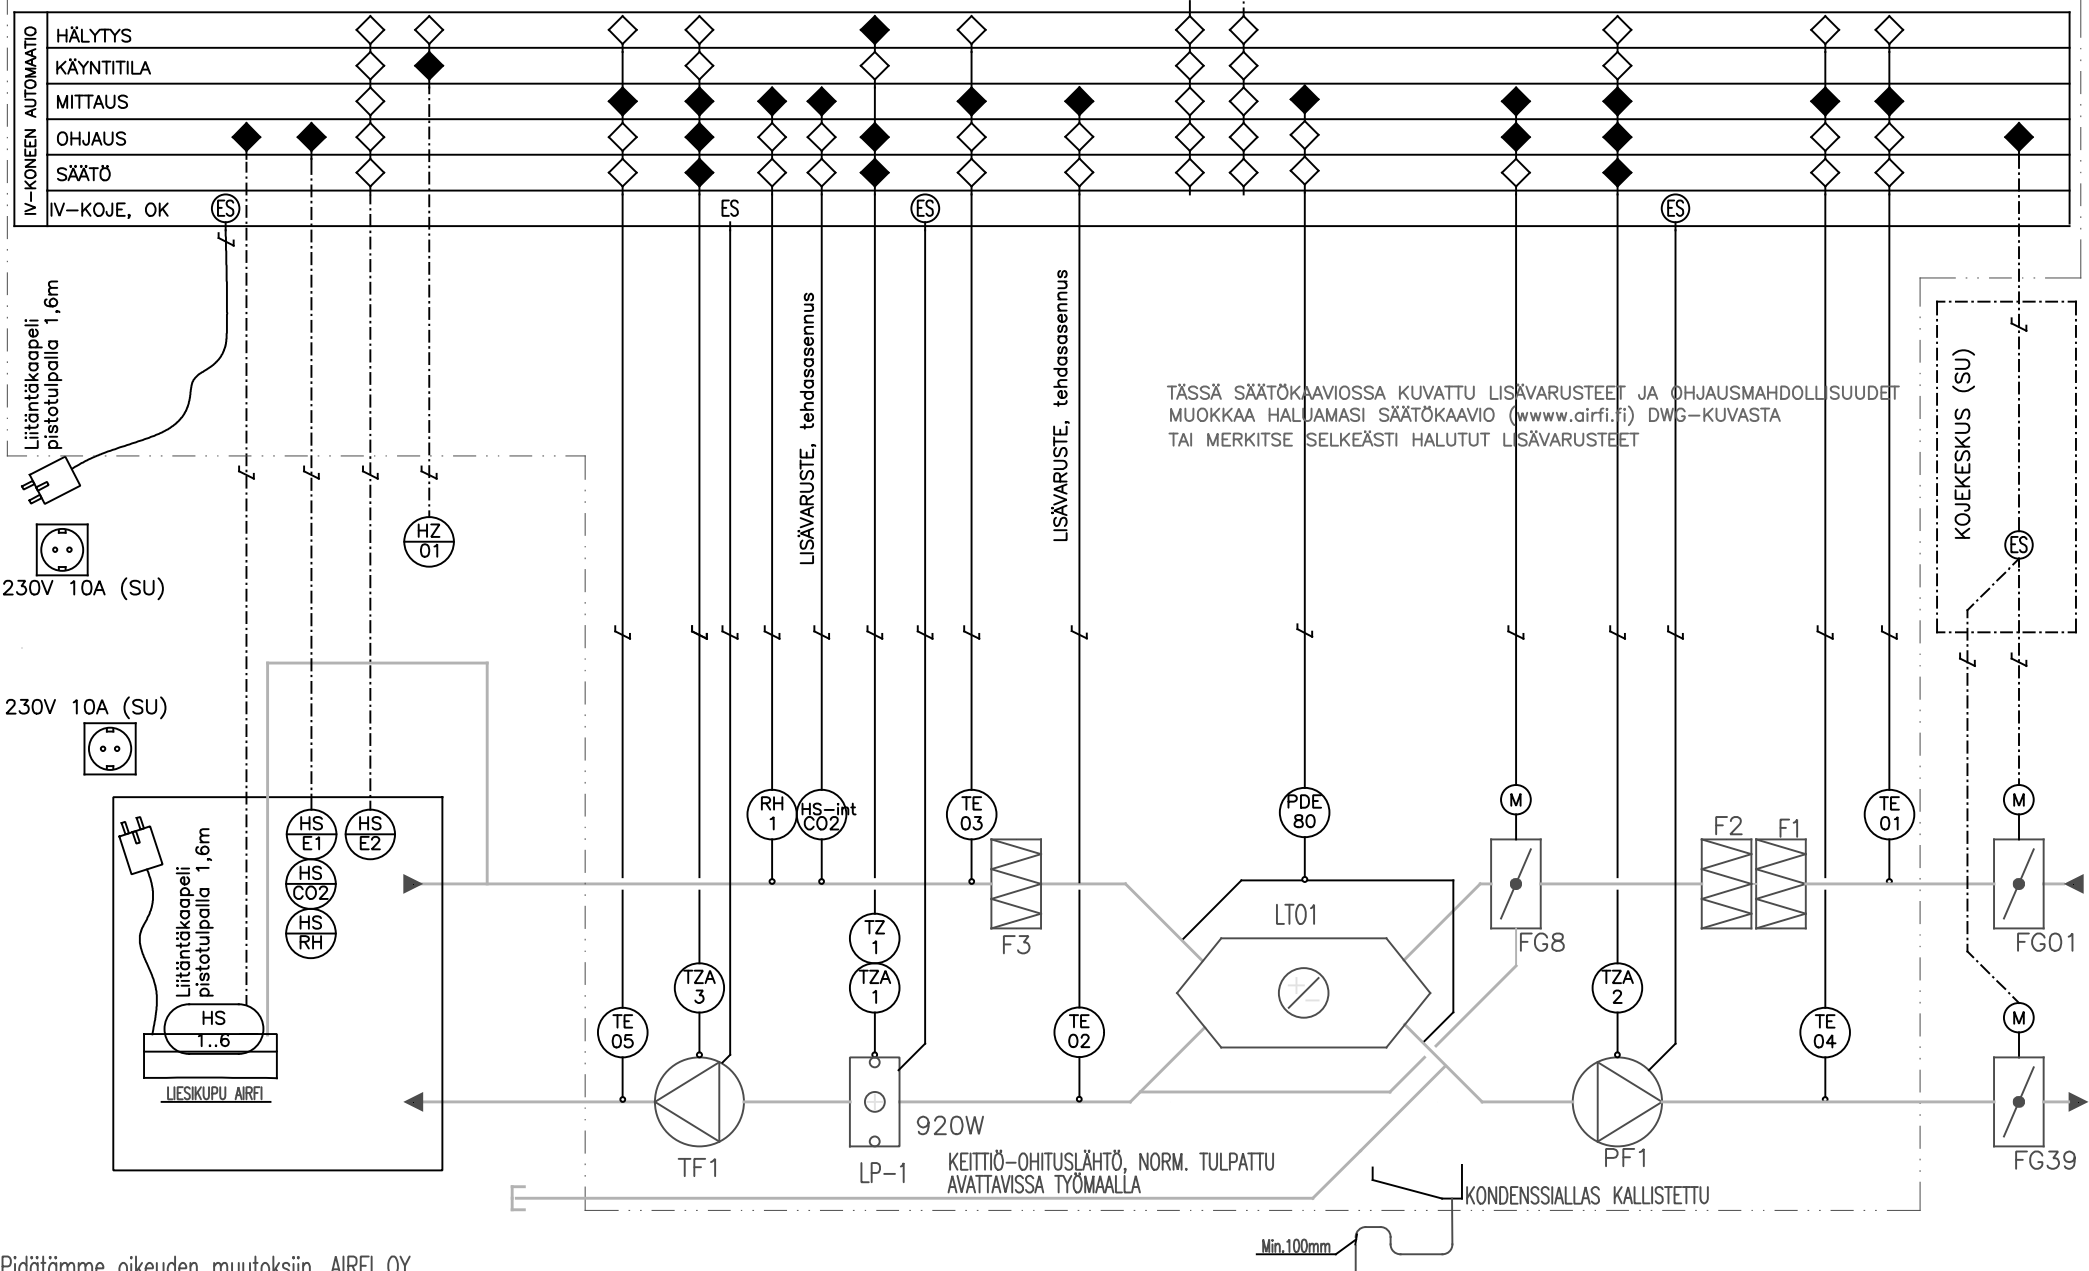 IV-KONEEN AUTOMAATIO
HÄLYTYS
KÄYNTITILA
MITTAUS
OHJAUS
SÄÄTÖ
IV-KOJE, OK
ES
ES
ES
ES
Liitäntäkaapeli
pistotulpalla 1,6m
230V 10A (SU)
230V 10A (SU)
HZ
01
LISÄVARUSTE, tehdasasennus
LISÄVARUSTE, tehdasasennus
TÄSSÄ SÄÄTÖKAAVIOSSA KUVATTU LISÄVARUSTEET JA OHJAUSMAHDOLLISUUDET
MUOKKAA HALUAMASI SÄÄTÖKAAVIO (wwww.airfi.fi) DWG-KUVASTA
TAI MERKITSE SELKEÄSTI HALUTUT LISÄVARUSTEET
KOJEKESKUS (SU)
ES
Liitäntäkaapeli
pistotulpalla 1,6m
HS
E1
HS
E2
HS
CO2
HS
RH
HS
1..6
LIESIKUPU AIRFI
RH
1
HS-int
CO2
TE
03
PDE
80
M
TE
01
M
F2
F1
F3
LT01
FG8
FG01
TZ
1
TZA
3
TZA
1
TZA
2
TE
05
TE
02
TE
04
M
TF1
LP-1
920W
PF1
FG39
KEITTIÖ-OHITUSLÄHTÖ, NORM. TULPATTU
AVATTAVISSA TYÖMAALLA
KONDENSSIALLAS KALLISTETTU
Min.100mm
Pidätämme oikeuden muutoksiin AIRFI OY